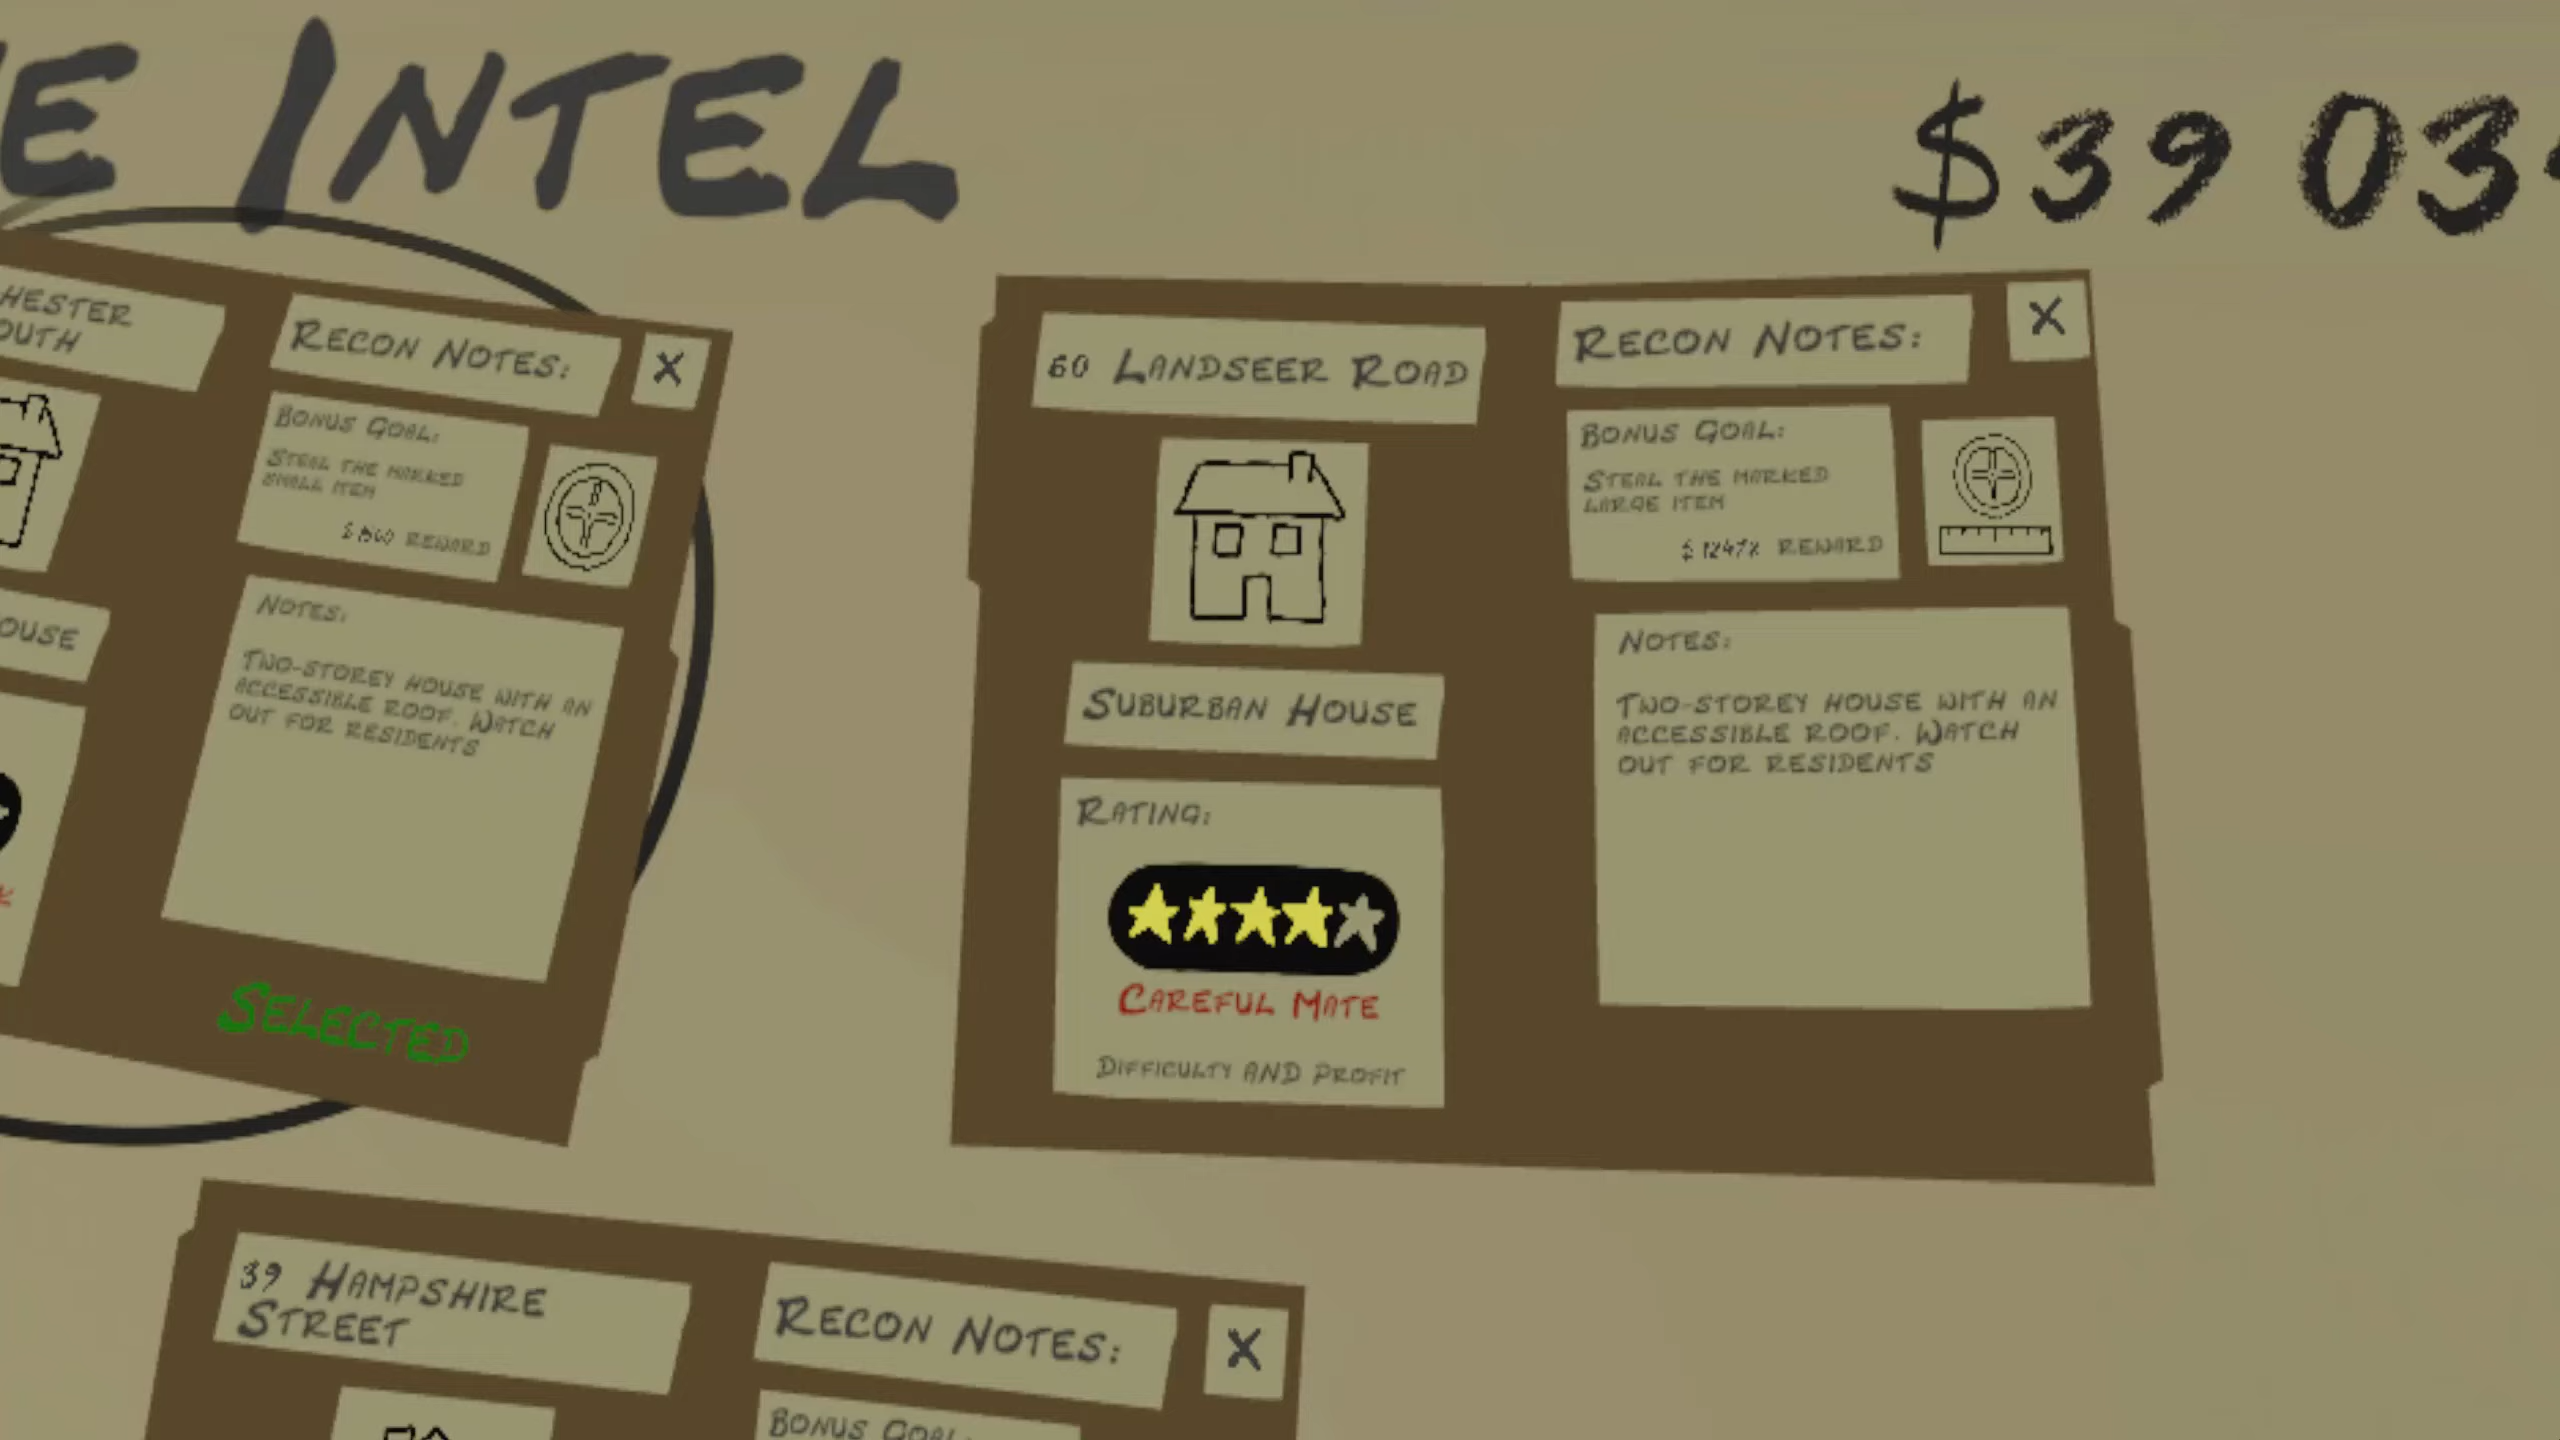 E INTEL
$39 03
HESTER
OUTH
RECON NOTES:
X
BONUS GOAL:
STEAL THE MARKED
SMALL ITEM
REWARD
OUSE
NOTES:
TWO-STOREY HOUSE WITH AN
ACCESSIBLE ROOF. WATCH
OUT FOR RESIDENTS
SELECTED
60 LANDSEER ROAD
SUBURBAN HOUSE
RATING:
CAREFUL MATE
DIFFICULTY AND PROFIT
RECON NOTES:
X
BONUS GOAL:
STEAL THE MARKED
LARGE ITEM
REWARD
NOTES:
TWO-STOREY HOUSE WITH AN
ACCESSIBLE ROOF. WATCH
OUT FOR RESIDENTS
39 HAMPSHIRE
STREET
RECON NOTES:
X
BONUS GOAL: